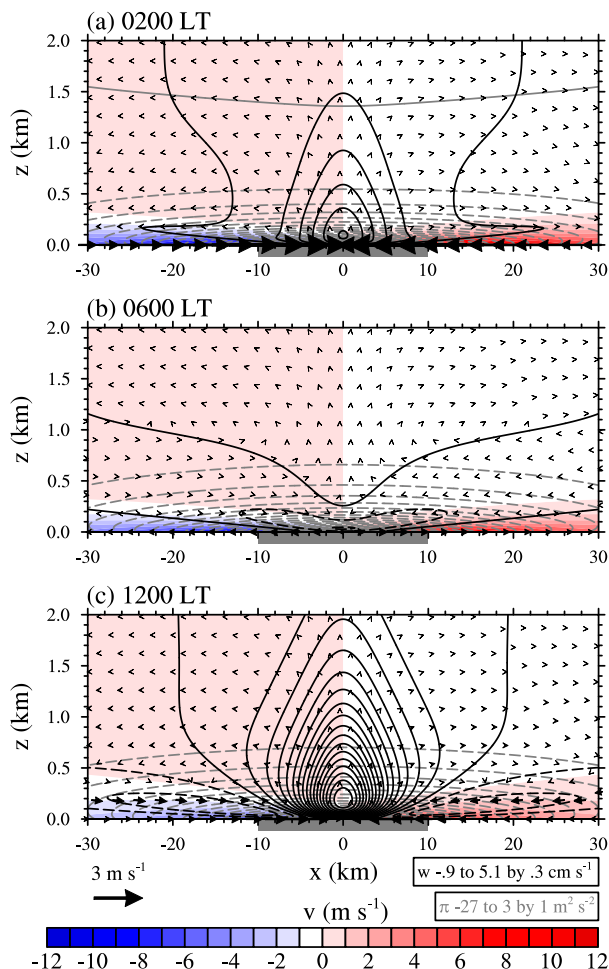 (a) 0200 LT
2.0
1.5
z (km)
1.0
0.5
0.0
-30 -20 -10 0 10 20 30
(b) 0600 LT
2.0
1.5
z (km)
1.0
0.5
0.0
-30 -20 -10 0 10 20 30
(c) 1200 LT
2.0
1.5
z (km)
1.0
0.5
0.0
-30 -20 -10 0 10 20 30
x (km)
3 m s⁻¹
w -.9 to 5.1 by .3 cm s⁻¹
π -27 to 3 by 1 m² s⁻²
v (m s⁻¹)
-12 -10 -8 -6 -4 -2 0 2 4 6 8 10 12